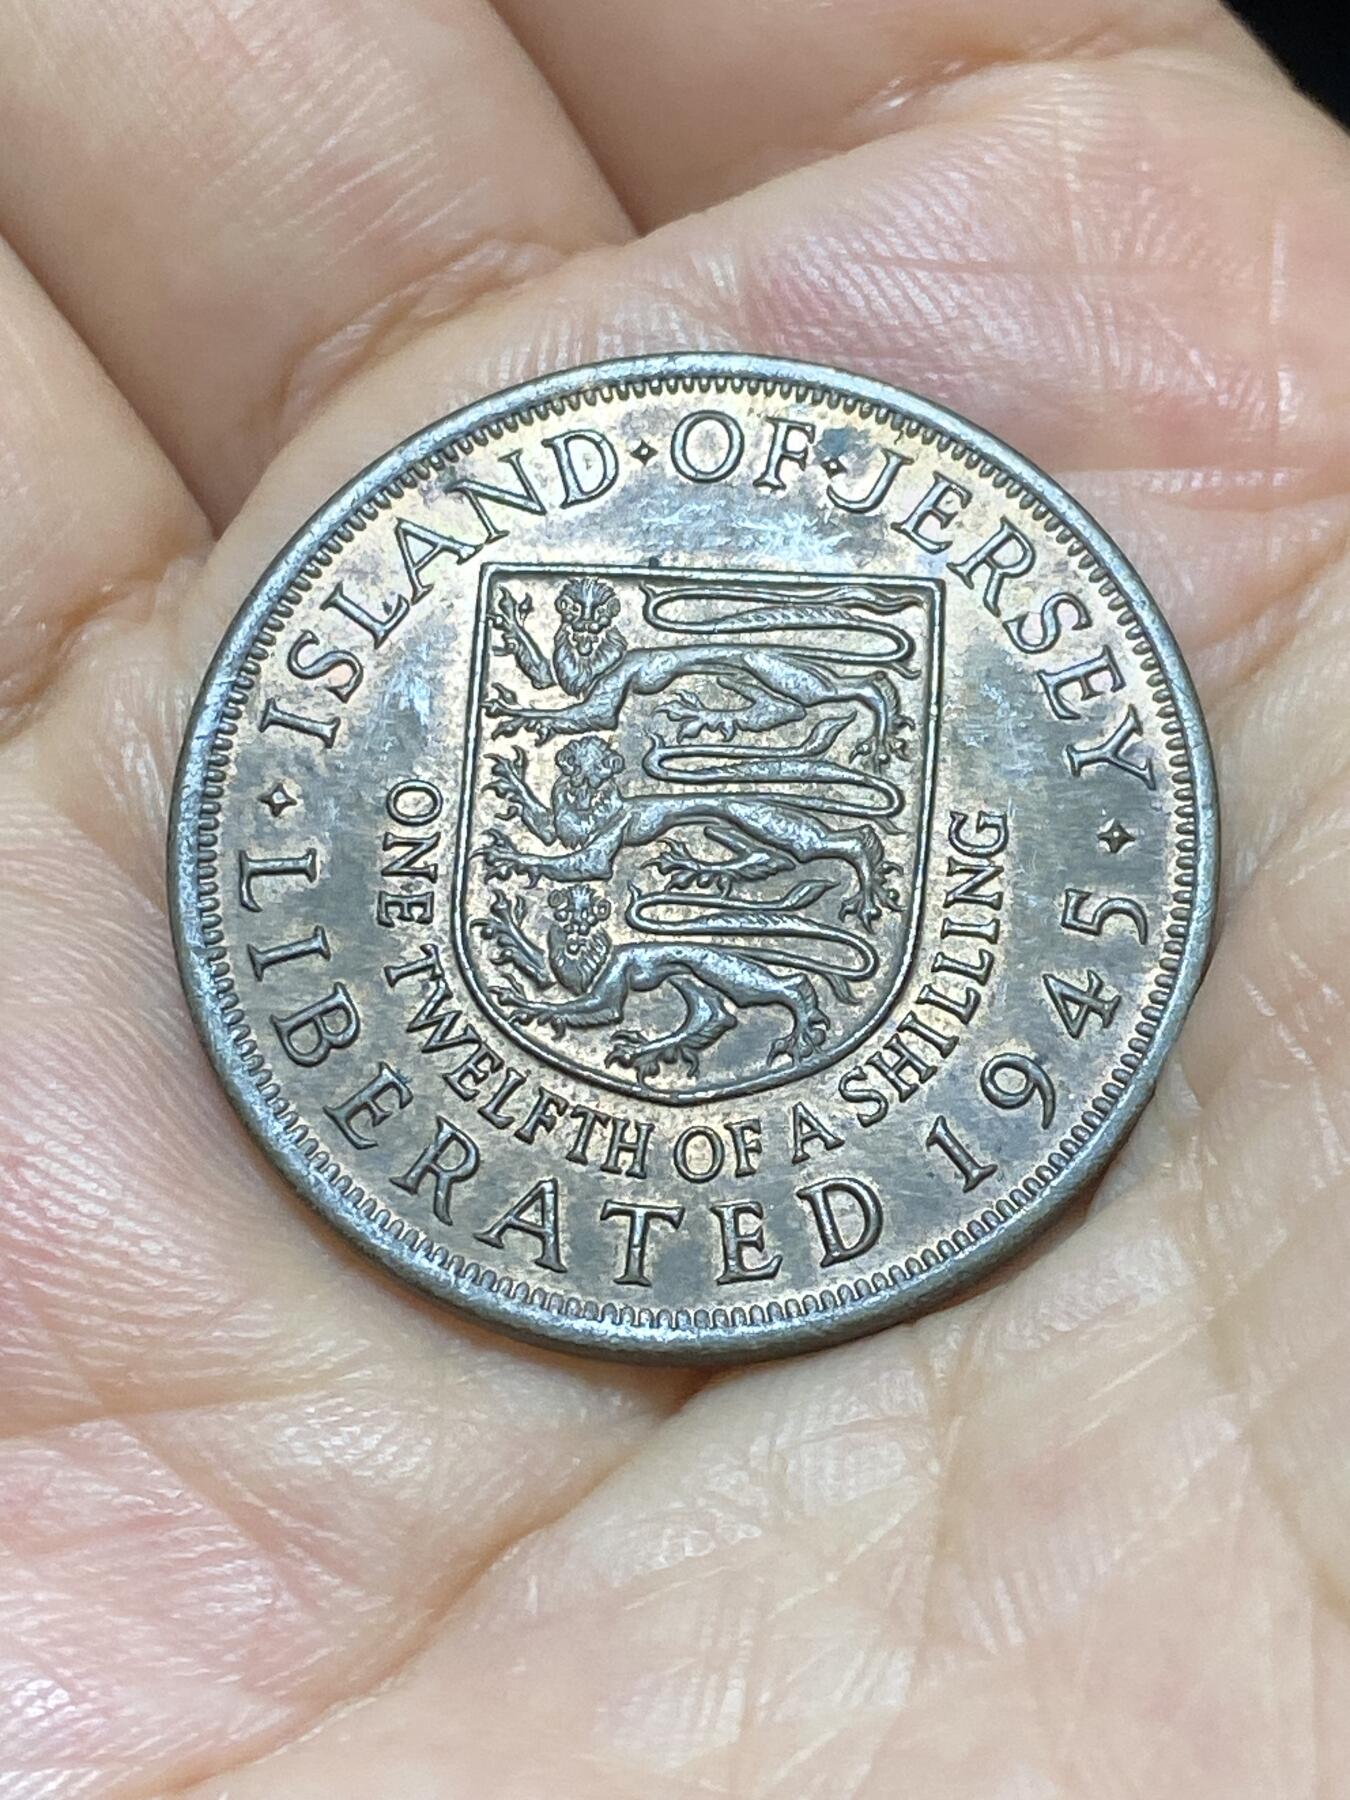 ISLAND·OF·JERSEY
LIBERATED 1945
ONE TWELFTH OF A SHILLING